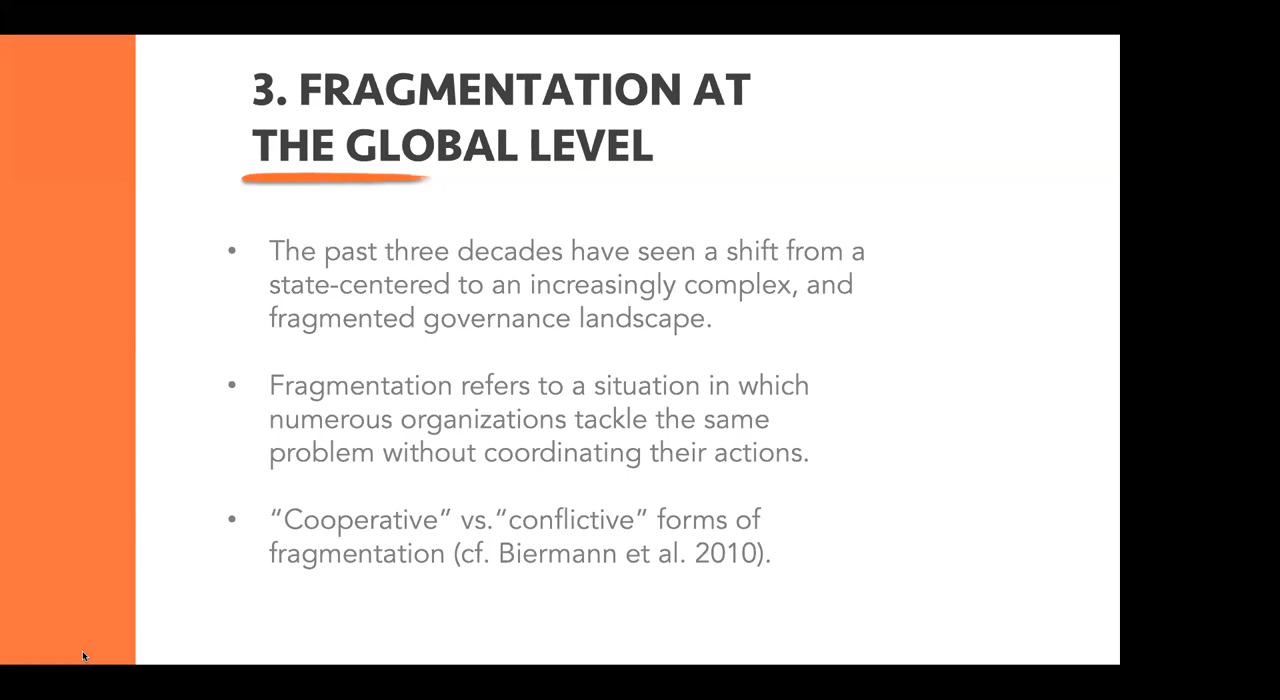 3. FRAGMENTATION AT
THE GLOBAL LEVEL
• The past three decades have seen a shift from a
state-centered to an increasingly complex, and
fragmented governance landscape.
• Fragmentation refers to a situation in which
numerous organizations tackle the same
problem without coordinating their actions.
• “Cooperative” vs.“conflictive” forms of
fragmentation (cf. Biermann et al. 2010).